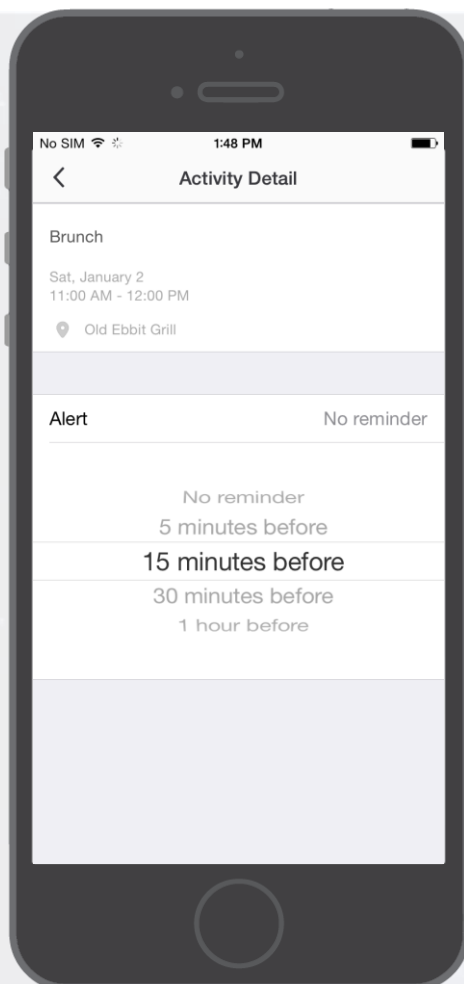 No SIM 1:48 PM
Activity Detail
Brunch
Sat, January 2
11:00 AM - 12:00 PM
Old Ebbit Grill
Alert No reminder
No reminder
5 minutes before
15 minutes before
30 minutes before
1 hour before